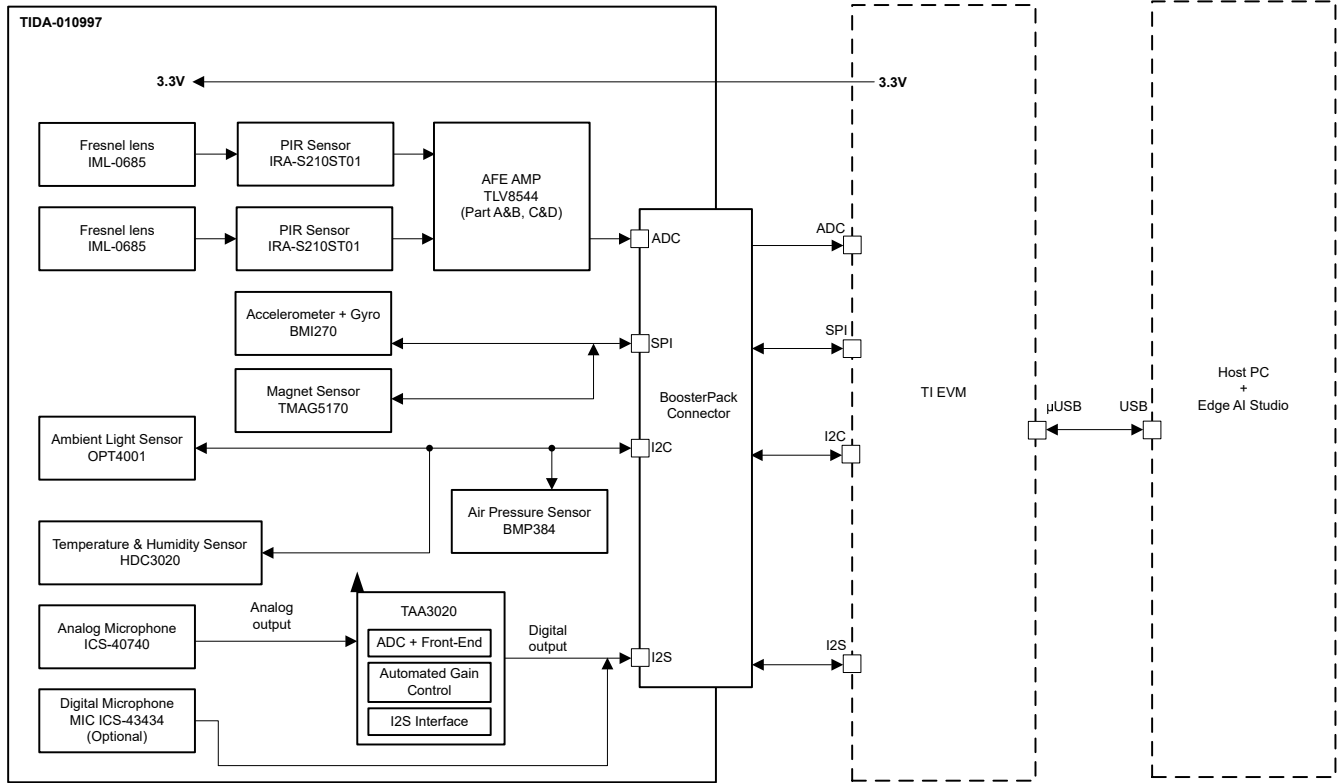 TIDA-010997
3.3V
3.3V
Fresnel lens
IML-0685
PIR Sensor
IRA-S210ST01
AFE AMP
TLV8544
(Part A&B, C&D)
Fresnel lens
IML-0685
PIR Sensor
IRA-S210ST01
ADC
ADC
Accelerometer + Gyro
BMI270
SPI
SPI
Magnet Sensor
TMAG5170
BoosterPack
Connector
TI EVM
Host PC
+
Edge AI Studio
µUSB
USB
Ambient Light Sensor
OPT4001
I2C
I2C
Air Pressure Sensor
BMP384
Temperature & Humidity Sensor
HDC3020
Analog Microphone
ICS-40740
Analog
output
TAA3020
ADC + Front-End
Automated Gain
Control
I2S Interface
Digital
output
I2S
I2S
Digital Microphone
MIC ICS-43434
(Optional)